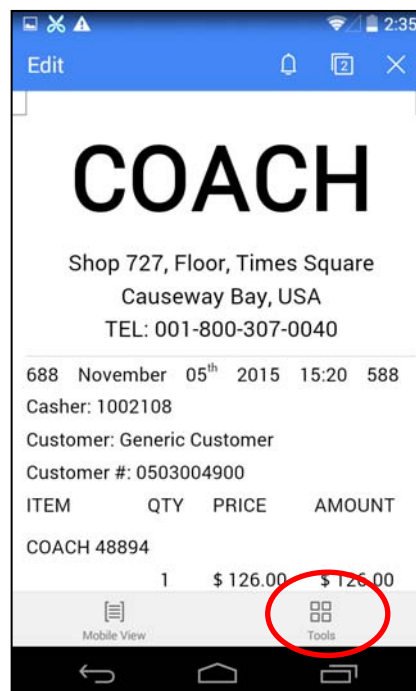 2:35
Edit
2
COACH
Shop 727, Floor, Times Square
Causeway Bay, USA
TEL: 001-800-307-0040
688 November 05th 2015 15:20 588
Casher: 1002108
Customer: Generic Customer
Customer #: 0503004900
ITEM QTY PRICE AMOUNT
COACH 48894
1 $ 126.00 $ 126.00
Mobile View Tools